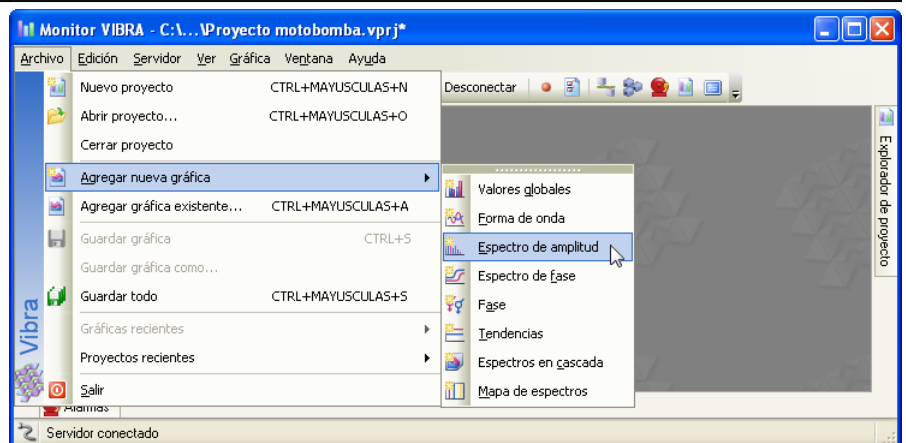 Monitor VIBRA - C:\...\Proyecto motobomba.vprj*
Archivo Edición Servidor Ver Gráfica Ventana Ayuda
Nuevo proyecto CTRL+MAYUSCULAS+N
Desconectar
Abrir proyecto... CTRL+MAYUSCULAS+O
Cerrar proyecto
Agregar nueva gráfica
Agregar gráfica existente... CTRL+MAYUSCULAS+A
Guardar gráfica CTRL+S
Guardar gráfica como...
Guardar todo CTRL+MAYUSCULAS+S
Gráficas recientes
Proyectos recientes
Salir
Valores globales
Forma de onda
Espectro de amplitud
Espectro de fase
Fase
Tendencias
Espectros en cascada
Mapa de espectros
Explorador de proyecto
Vibra
Alarmas
Servidor conectado